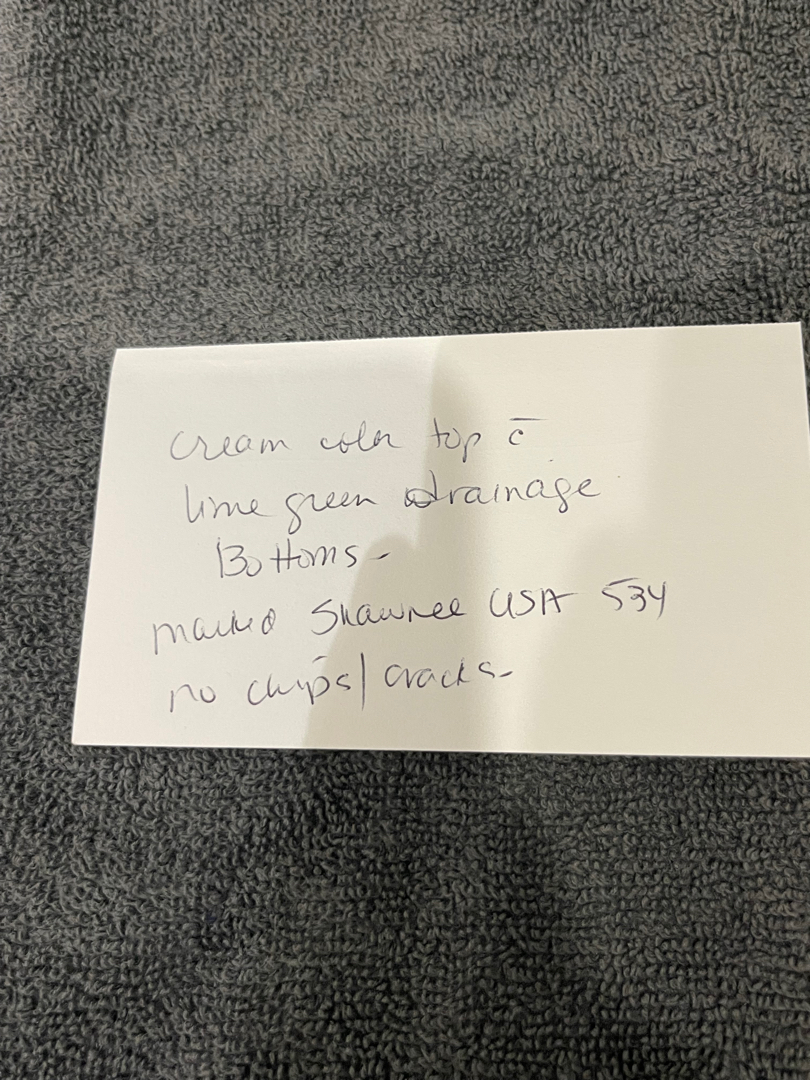 cream color top c̄
lime green drainage
Bottoms -
marked Shawnee USA 534
no chips/cracks -